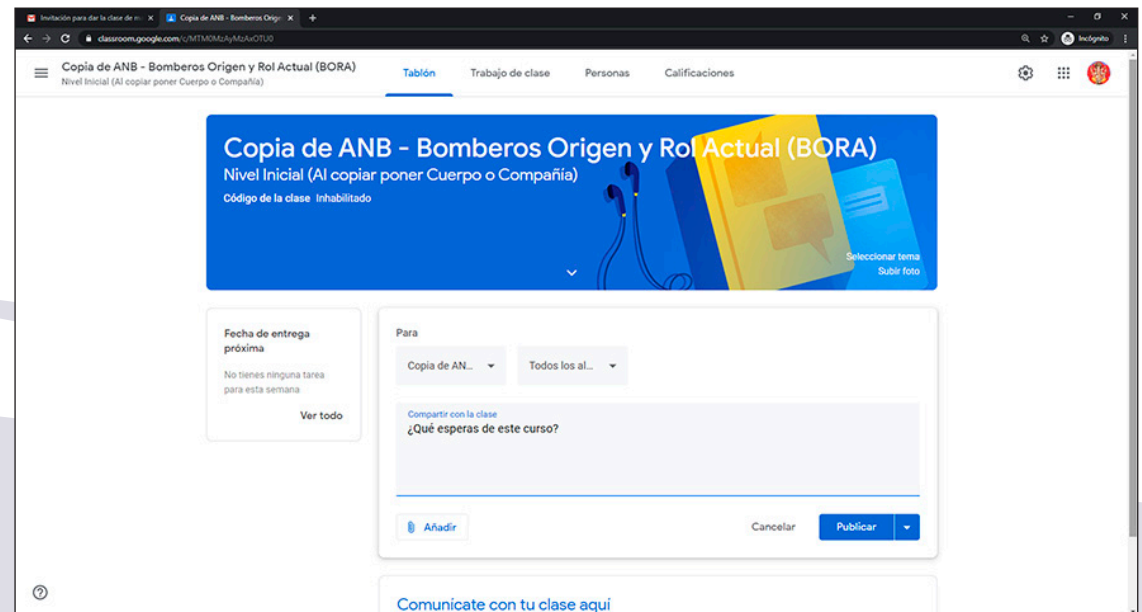 Invitación para dar la clase de m
Copia de ANB - Bomberos Orige
classroom.google.com/c/MTM0MzAyMzAxOTU0
Incógnito
Copia de ANB - Bomberos Origen y Rol Actual (BORA)
Nivel Inicial (Al copiar poner Cuerpo o Compañía)
Tablón
Trabajo de clase
Personas
Calificaciones
Copia de ANB - Bomberos Origen y Rol Actual (BORA)
Nivel Inicial (Al copiar poner Cuerpo o Compañía)
Código de la clase Inhabilitado
Seleccionar tema
Subir foto
Fecha de entrega
próxima
No tienes ninguna tarea
para esta semana
Ver todo
Para
Copia de AN...
Todos los al...
Compartir con la clase
¿Qué esperas de este curso?
Añadir
Cancelar
Publicar
Comunícate con tu clase aquí